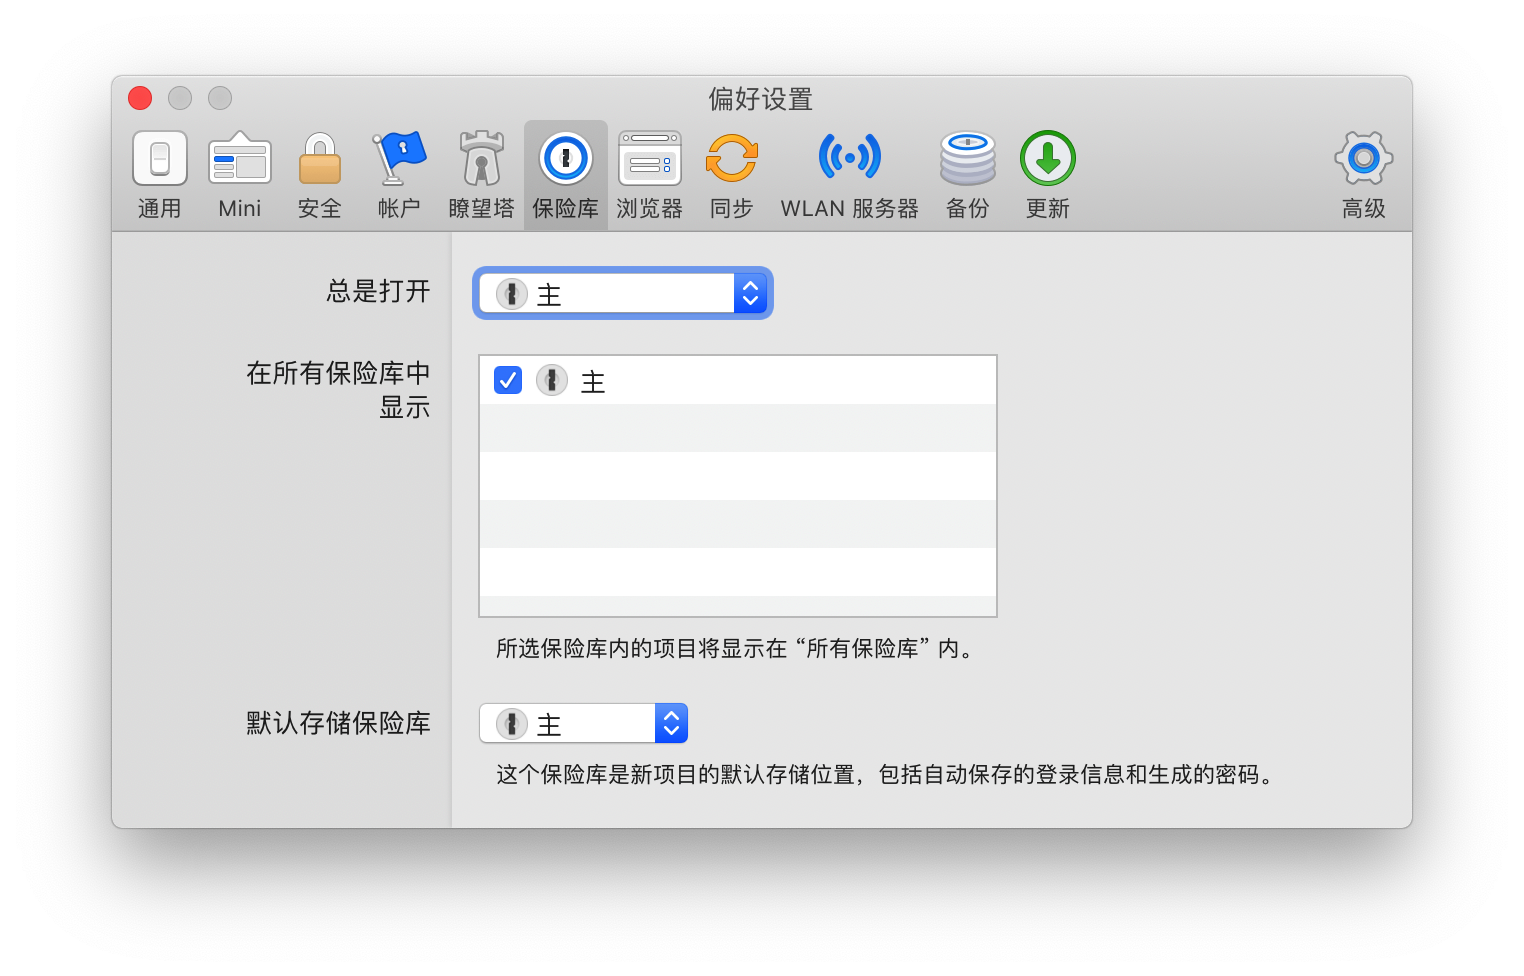 偏好设置
通用
Mini
安全
帐户
瞭望塔
保险库
浏览器
同步
WLAN 服务器
备份
更新
高级
总是打开
主
在所有保险库中
显示
主
所选保险库内的项目将显示在 “所有保险库” 内。
默认存储保险库
主
这个保险库是新项目的默认存储位置，包括自动保存的登录信息和生成的密码。